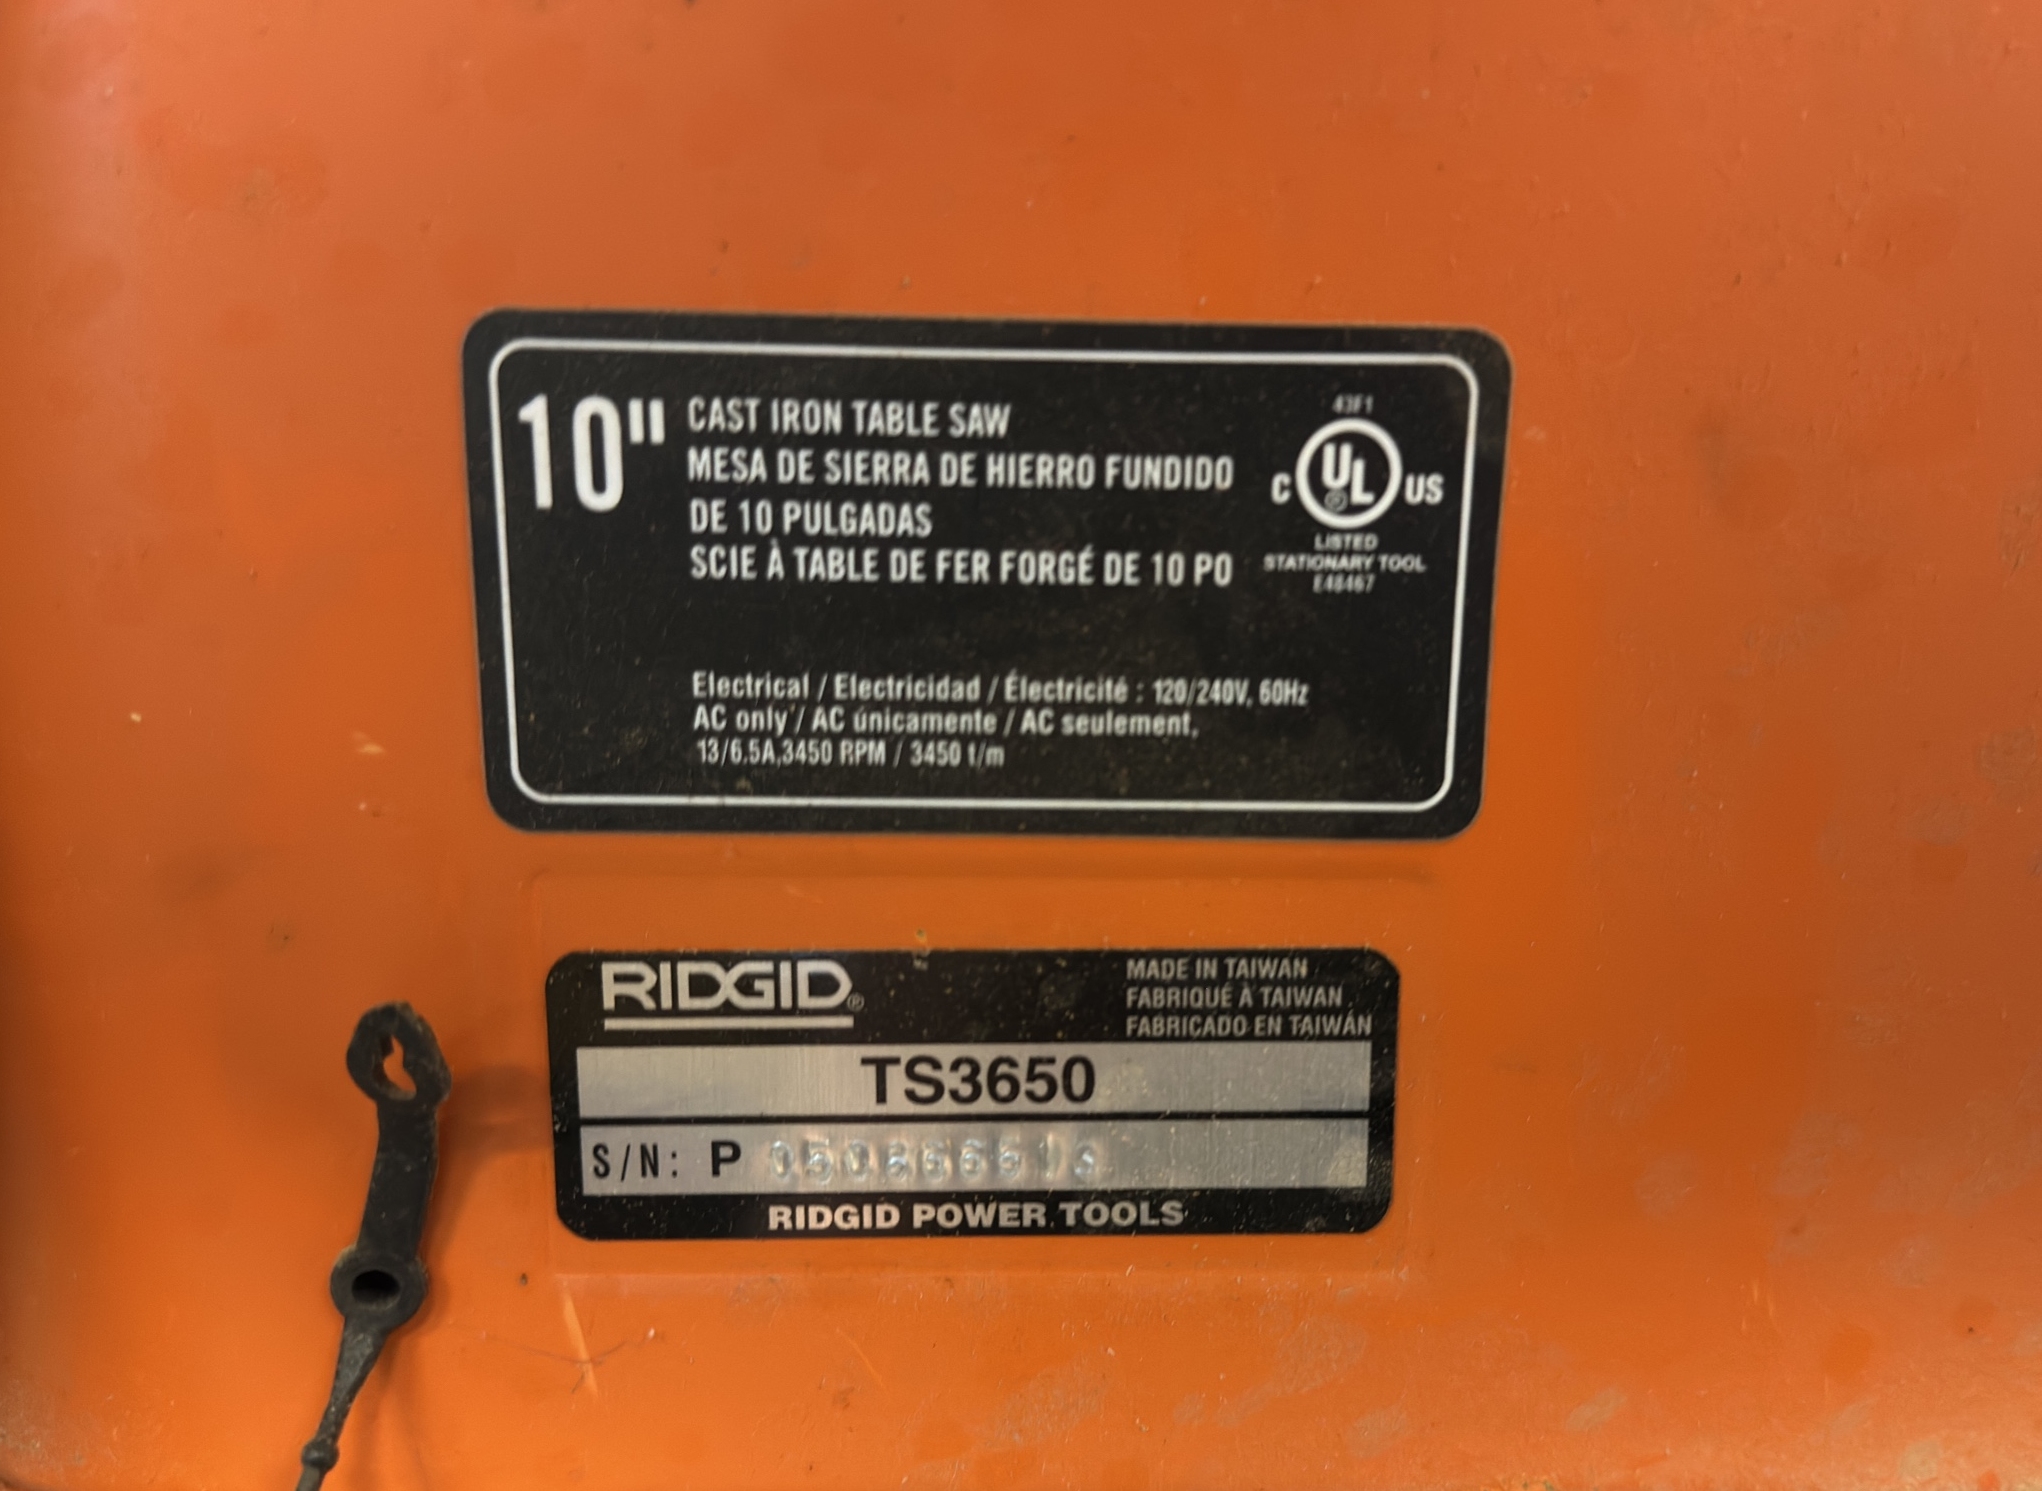 10"
CAST IRON TABLE SAW
MESA DE SIERRA DE HIERRO FUNDIDO
DE 10 PULGADAS
SCIE À TABLE DE FER FORGÉ DE 10 PO
43F1
C UL® US
LISTED
STATIONARY TOOL
E48467
Electrical / Electricidad / Électricité : 120/240V, 60Hz
AC only / AC únicamente / AC seulement.
13/6.5A,3450 RPM / 3450 t/m
RIDGID®
MADE IN TAIWAN
FABRIQUÉ À TAIWAN
FABRICADO EN TAIWÁN
TS3650
S/N: P
RIDGID POWER TOOLS